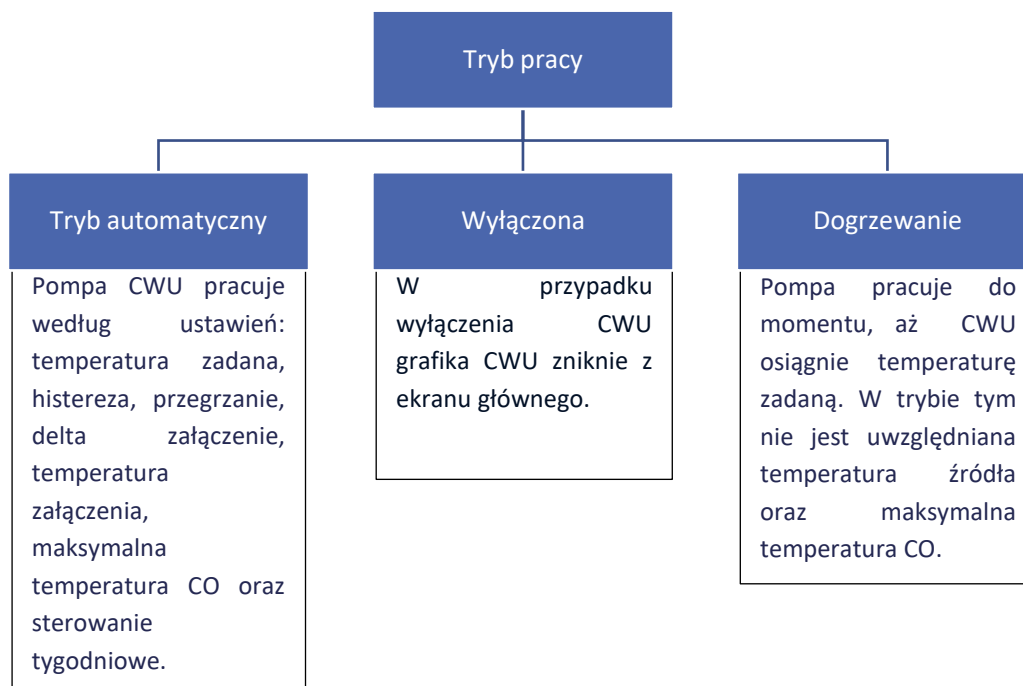 Tryb pracy
Tryb automatyczny
Pompa CWU pracuje
według ustawień:
temperatura zadana,
histereza, przegrzanie,
delta załączenie,
temperatura
załączenia,
maksymalna
temperatura CO oraz
sterowanie
tygodniowe.
Wyłączona
W przypadku
wyłączenia CWU
grafika CWU zniknie z
ekranu głównego.
Dogrzewanie
Pompa pracuje do
momentu, aż CWU
osiągnie temperaturę
zadaną. W trybie tym
nie jest uwzględniana
temperatura źródła
oraz maksymalna
temperatura CO.